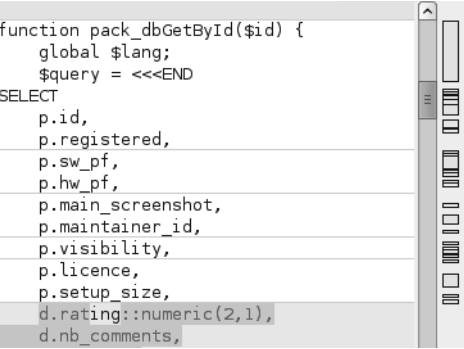 function pack_dbGetById($id) {
global $lang;
$query = <<<END
SELECT
p.id,
p.registered,
p.sw_pf,
p.hw_pf,
p.main_screenshot,
p.maintainer_id,
p.visibility,
p.licence,
p.setup_size,
d.rating::numeric(2,1),
d.nb_comments,